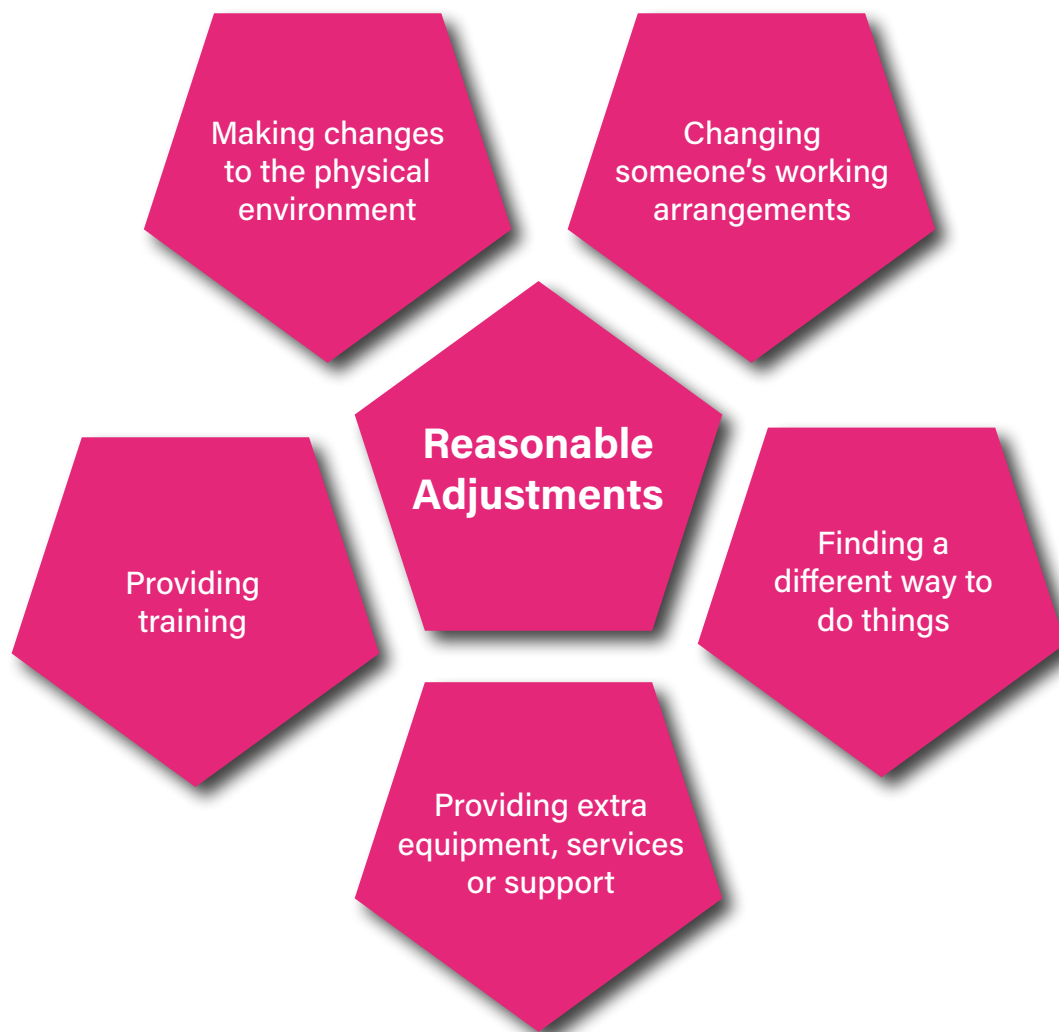 Making changes
to the physical
environment
Changing
someone’s working
arrangements
Reasonable
Adjustments
Providing
training
Finding a
different way to
do things
Providing extra
equipment, services
or support